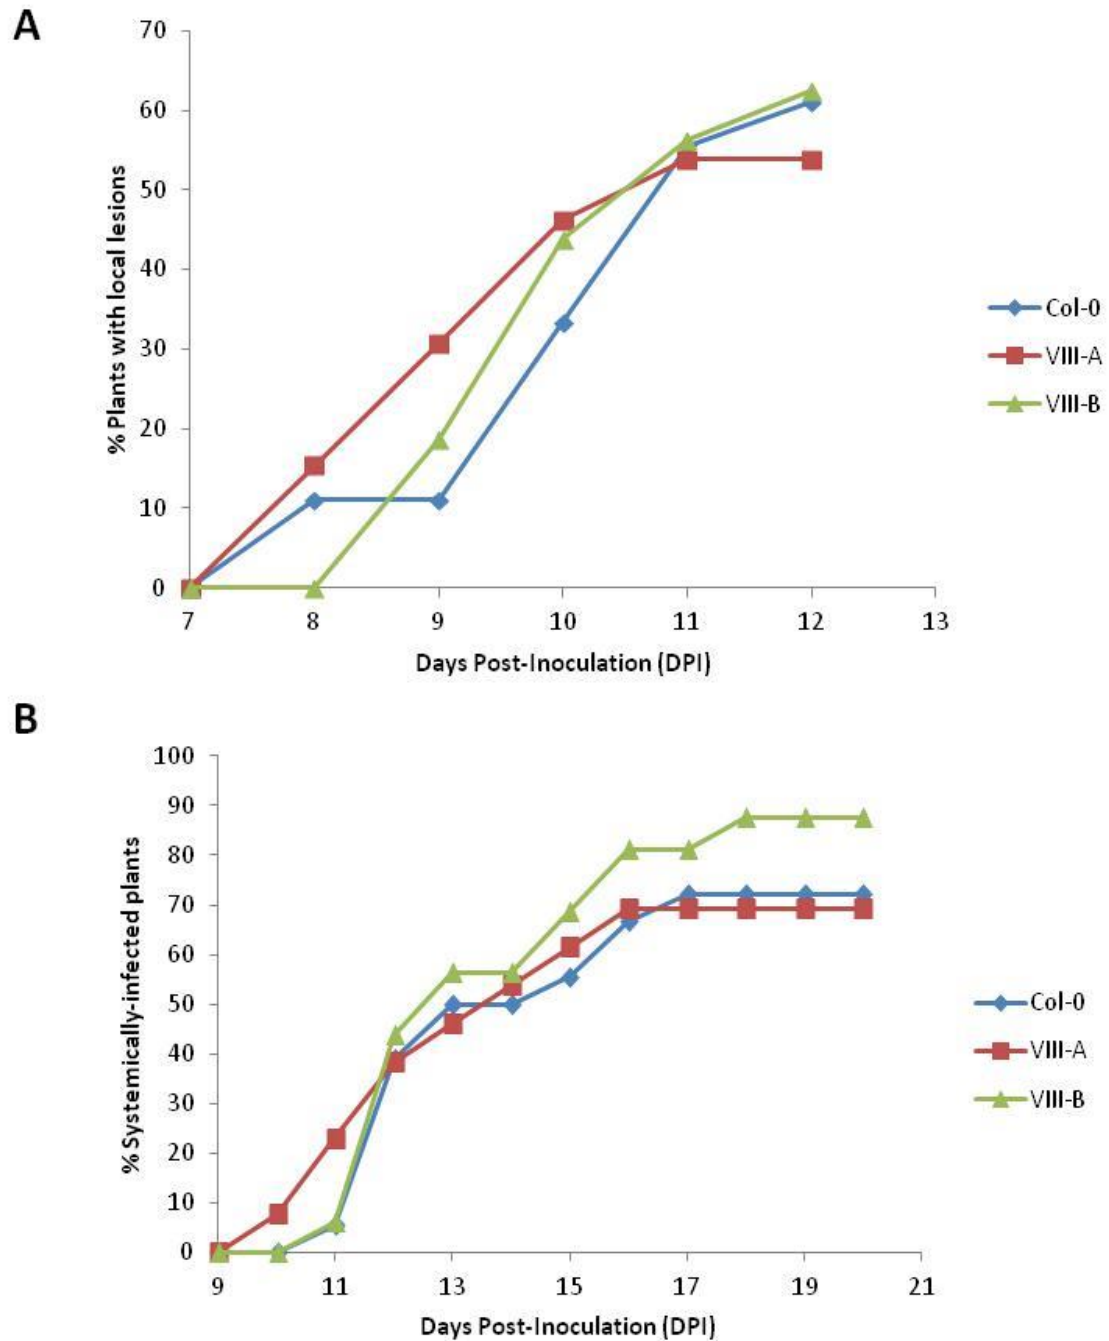 A
70
60
50
40
30
20
10
0
% Plants with local lesions
7 8 9 10 11 12 13
Days Post-Inoculation (DPI)
Col-0
VIII-A
VIII-B
B
100
90
80
70
60
50
40
30
20
10
0
% Systemically-infected plants
9 11 13 15 17 19 21
Days Post-Inoculation (DPI)
Col-0
VIII-A
VIII-B